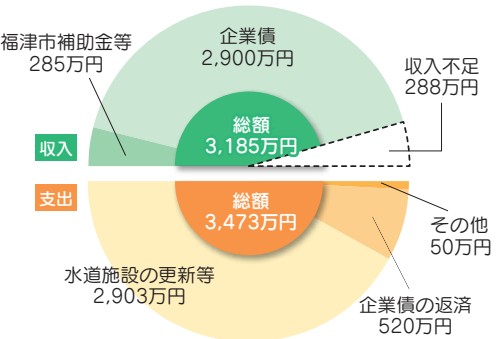 福津市補助金等
285万円
企業債
2,900万円
収入不足
288万円
収入
総額
3,185万円
支出
総額
3,473万円
その他
50万円
水道施設の更新等
2,903万円
企業債の返済
520万円